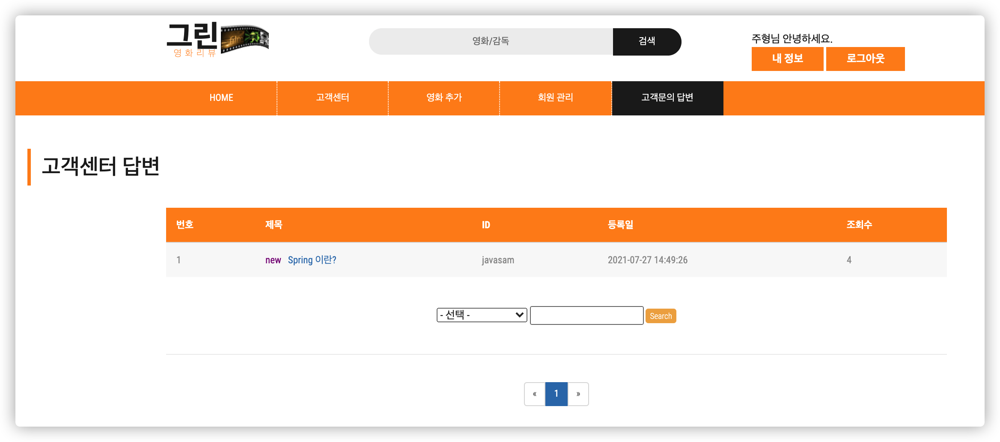 그린
film
영화리뷰
영화/감독
검색
주형님 안녕하세요.
내 정보
로그아웃
HOME
고객센터
영화 추가
회원 관리
고객문의 답변
고객센터 답변
번호 제목 ID 등록일 조회수
1 new Spring 이란? javasam 2021-07-27 14:49:26 4
- 선택 -
Search
« 1 »